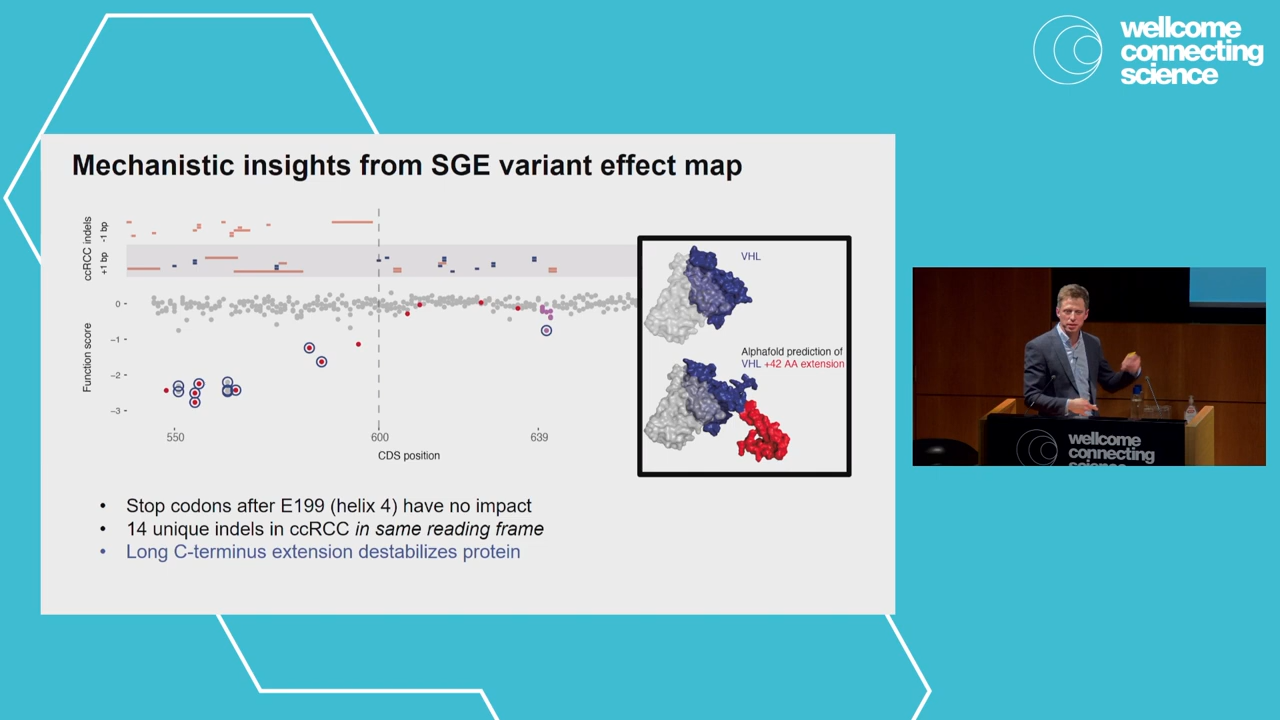 wellcome
connecting
science
Mechanistic insights from SGE variant effect map
ccRCC indels
-1 bp
+1 bp
Function score
0
−1
−2
−3
550
600
639
CDS position
VHL
Alphafold prediction of
VHL +42 AA extension
• Stop codons after E199 (helix 4) have no impact
• 14 unique indels in ccRCC in same reading frame
• Long C-terminus extension destabilizes protein
wellcome
connecting
science